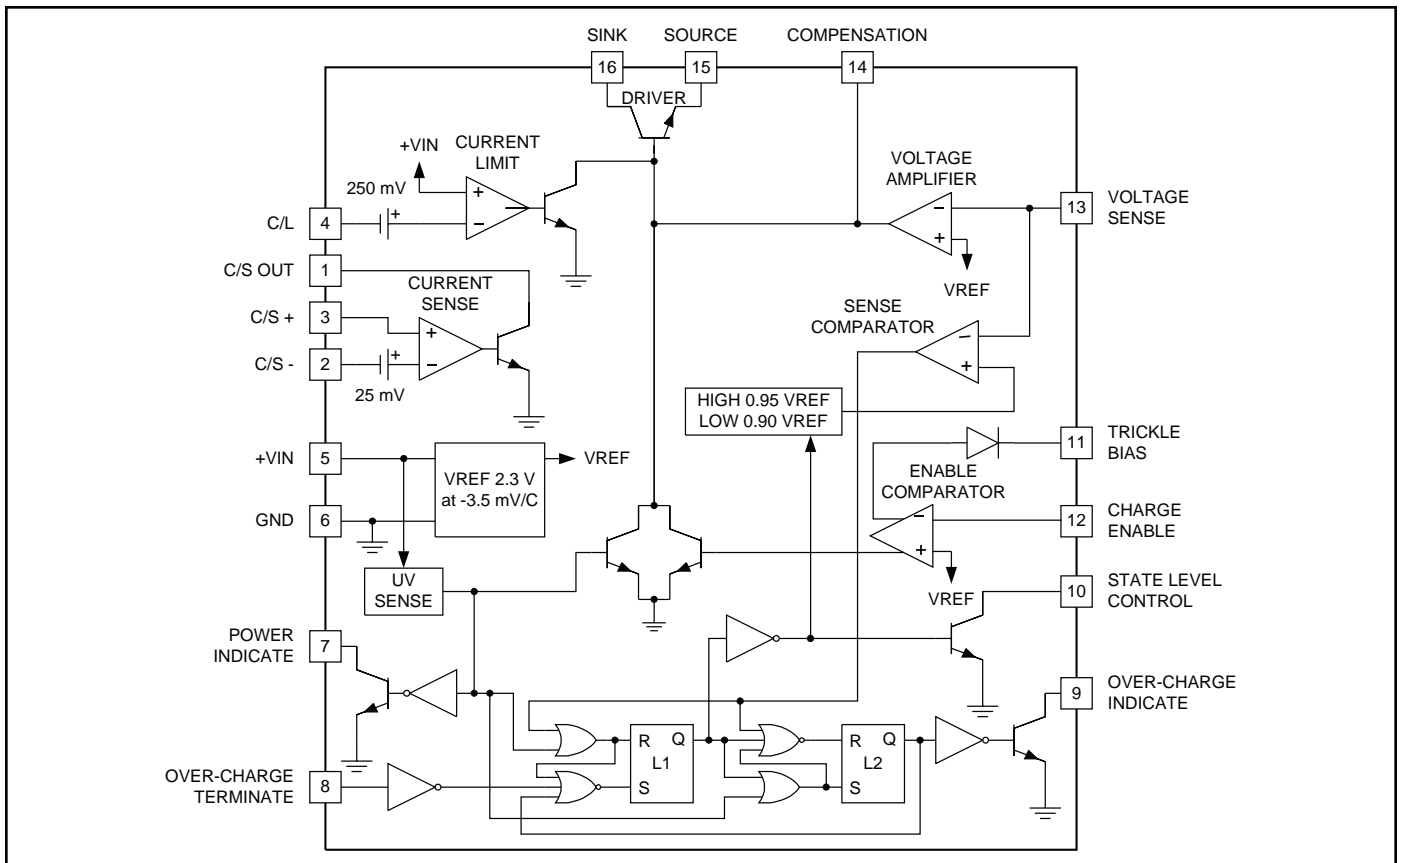 SINK SOURCE COMPENSATION
16 15 14
DRIVER
+VIN
CURRENT
LIMIT
VOLTAGE
AMPLIFIER
250 mV
+
+
−
−
+
C/L 4
13 VOLTAGE
SENSE
VREF
C/S OUT 1
CURRENT
SENSE
SENSE
COMPARATOR
C/S + 3
+
−
−
+
C/S - 2
+
25 mV
HIGH 0.95 VREF
LOW 0.90 VREF
11 TRICKLE
BIAS
+VIN 5
VREF 2.3 V
at -3.5 mV/C
VREF
ENABLE
COMPARATOR
GND 6
−
+
12 CHARGE
ENABLE
VREF
UV
SENSE
10 STATE LEVEL
CONTROL
POWER
INDICATE
7
9 OVER-CHARGE
INDICATE
R Q
L1
S
R Q
L2
S
OVER-CHARGE
TERMINATE
8